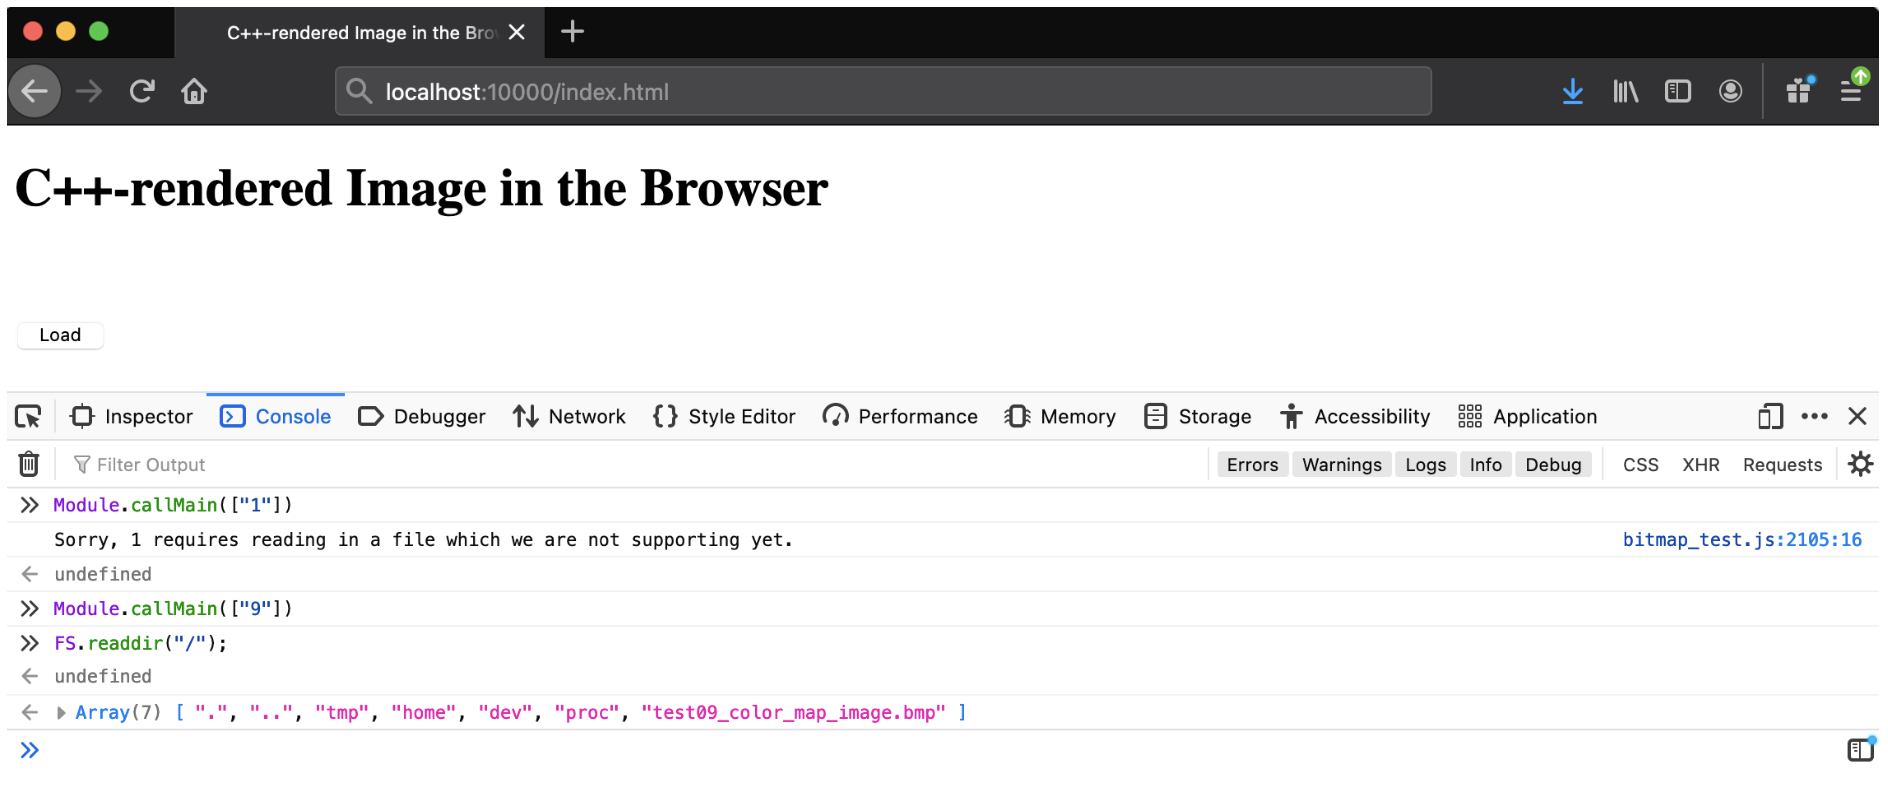 C++-rendered Image in the Bro
localhost:10000/index.html
C++-rendered Image in the Browser
Load
Inspector Console Debugger Network Style Editor Performance Memory Storage Accessibility Application
Filter Output Errors Warnings Logs Info Debug CSS XHR Requests
Module.callMain(["1"])
Sorry, 1 requires reading in a file which we are not supporting yet. bitmap_test.js:2105:16
undefined
Module.callMain(["9"])
FS.readdir("/");
undefined
Array(7) [ ".", "..", "tmp", "home", "dev", "proc", "test09_color_map_image.bmp" ]